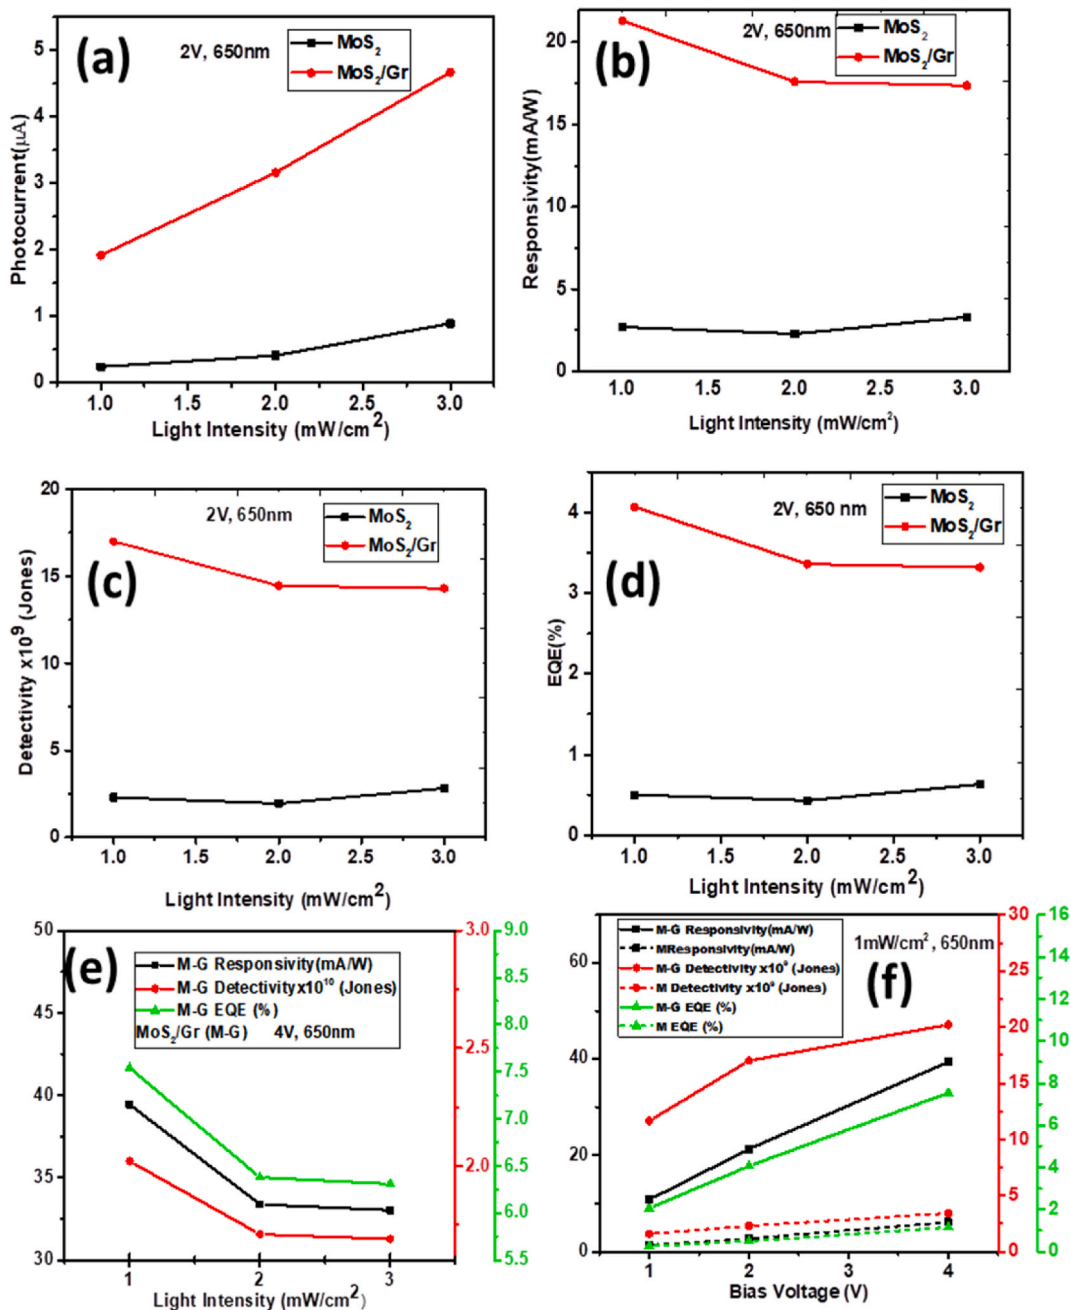 (a)
2V, 650nm
MoS₂
MoS₂/Gr
Photocurrent(μA)
5
4
3
2
1
0
1.0 1.5 2.0 2.5 3.0
Light Intensity (mW/cm²)
(b)
2V, 650nm
MoS₂
MoS₂/Gr
Responsivity(mA/W)
20
15
10
5
0
1.0 1.5 2.0 2.5 3.0
Light Intensity (mW/cm²)
(c)
2V, 650nm
MoS₂
MoS₂/Gr
Detectivity x10⁹ (Jones)
20
15
10
5
0
1.0 1.5 2.0 2.5 3.0
Light Intensity (mW/cm²)
(d)
2V, 650 nm
MoS₂
MoS₂/Gr
EQE(%)
4
3
2
1
0
1.0 1.5 2.0 2.5 3.0
Light Intensity (mW/cm²)
(e)
M-G Responsivity(mA/W)
M-G Detectivity x10¹⁰ (Jones)
M-G EQE (%)
MoS₂/Gr (M-G) 4V, 650nm
50
45
40
35
30
3.0
2.5
2.0
9.0
8.5
8.0
7.5
7.0
6.5
6.0
5.5
1 2 3
Light Intensity (mW/cm²)
(f)
M-G Responsivity(mA/W)
MResponsivity(mA/W)
M-G Detectivity x10⁹ (Jones)
M Detectivity x10⁹ (Jones)
M-G EQE (%)
M EQE (%)
1mW/cm², 650nm
60
40
20
0
30
25
20
15
10
5
0
16
14
12
10
8
6
4
2
0
1 2 3 4
Bias Voltage (V)